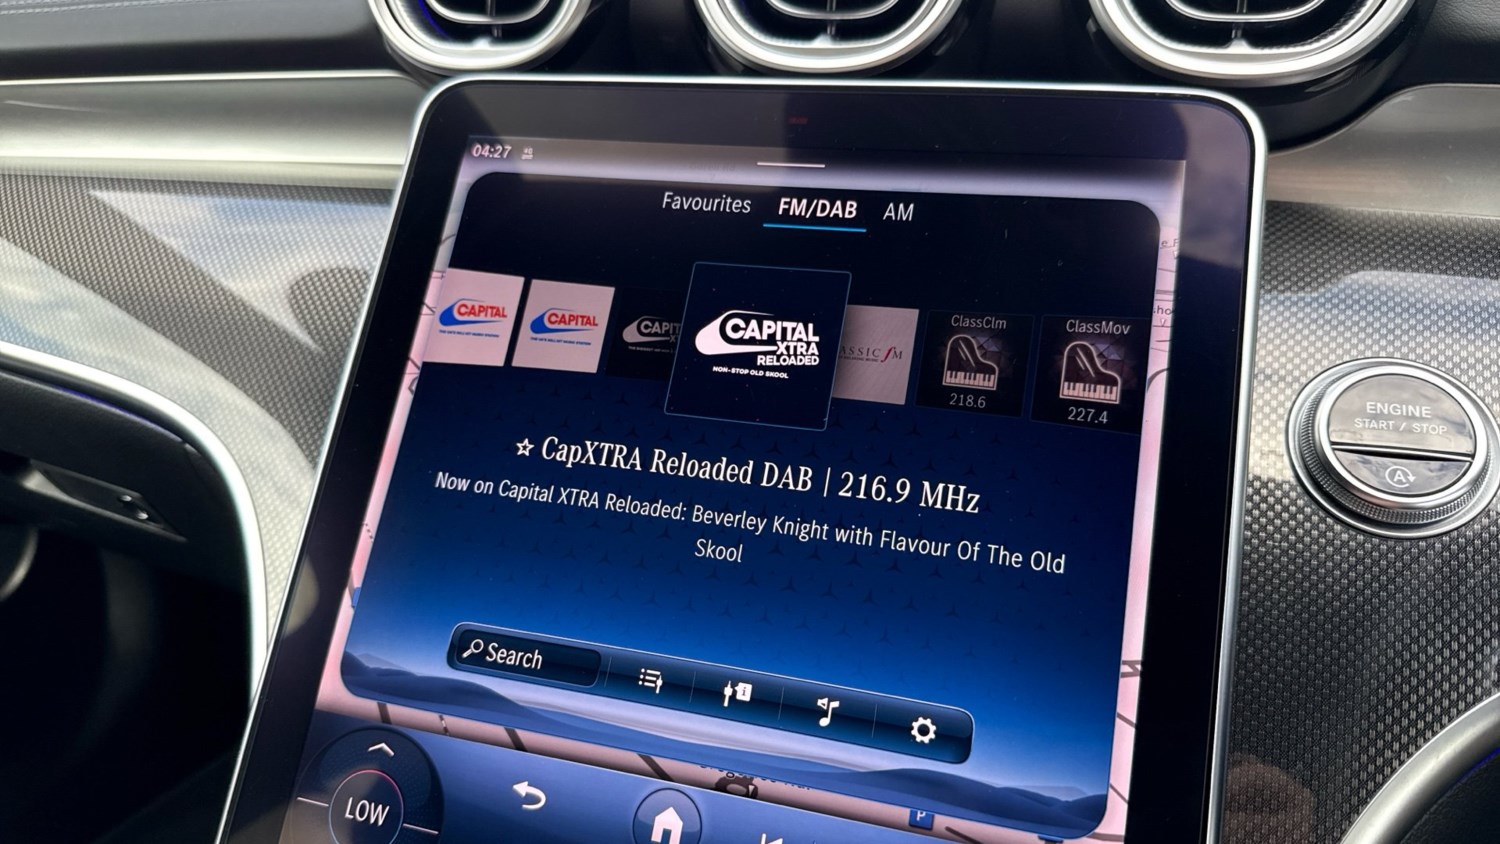 04:27
Favourites FM/DAB AM
CAPITAL
CAPITAL
CAPITAL
XTRA
RELOADED
NON-STOP OLD SKOOL
ClassClm
218.6
ClassMov
227.4
☆ CapXTRA Reloaded DAB | 216.9 MHz
Now on Capital XTRA Reloaded: Beverley Knight with Flavour Of The Old
Skool
Search
LOW
P
ENGINE
START / STOP
A